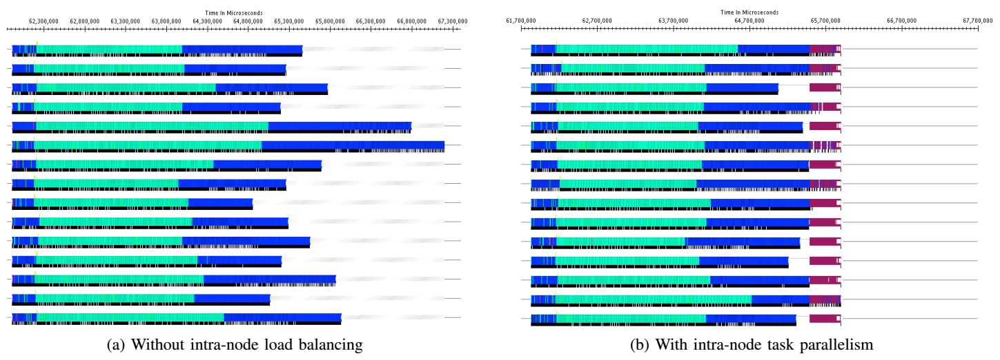 Time In Microseconds
62,300,000 62,800,000 63,300,000 63,800,000 64,300,000 64,800,000 65,300,000 65,800,000 66,300,000 66,800,000 67,300,000
Time In Microseconds
61,700,000 62,700,000 63,700,000 64,700,000 65,700,000 66,700,000 67,700,000
(a) Without intra-node load balancing
(b) With intra-node task parallelism